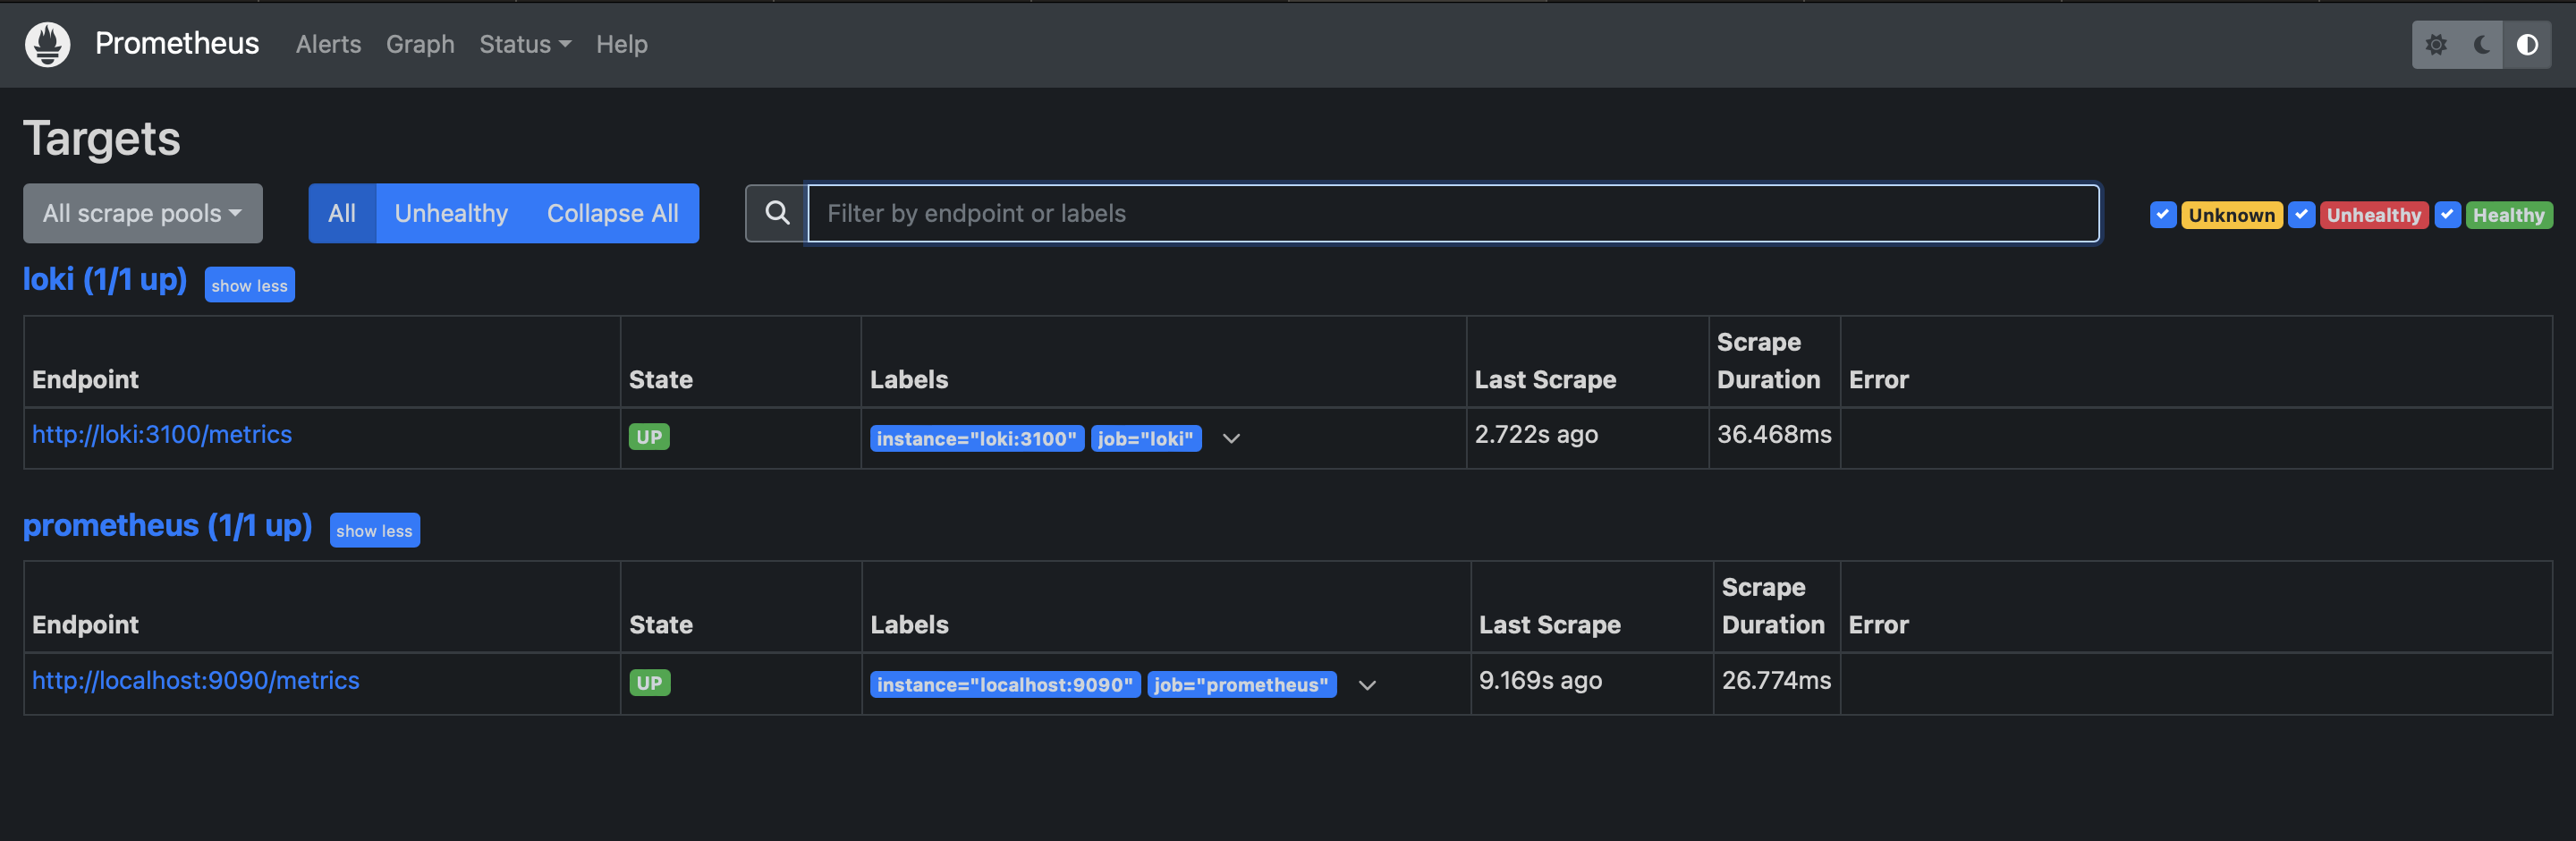 Prometheus Alerts Graph Status Help
Targets
All scrape pools All Unhealthy Collapse All Filter by endpoint or labels Unknown Unhealthy Healthy
loki (1/1 up) show less
Endpoint State Labels Last Scrape Scrape Duration Error
http://loki:3100/metrics UP instance="loki:3100" job="loki" 2.722s ago 36.468ms
prometheus (1/1 up) show less
Endpoint State Labels Last Scrape Scrape Duration Error
http://localhost:9090/metrics UP instance="localhost:9090" job="prometheus" 9.169s ago 26.774ms